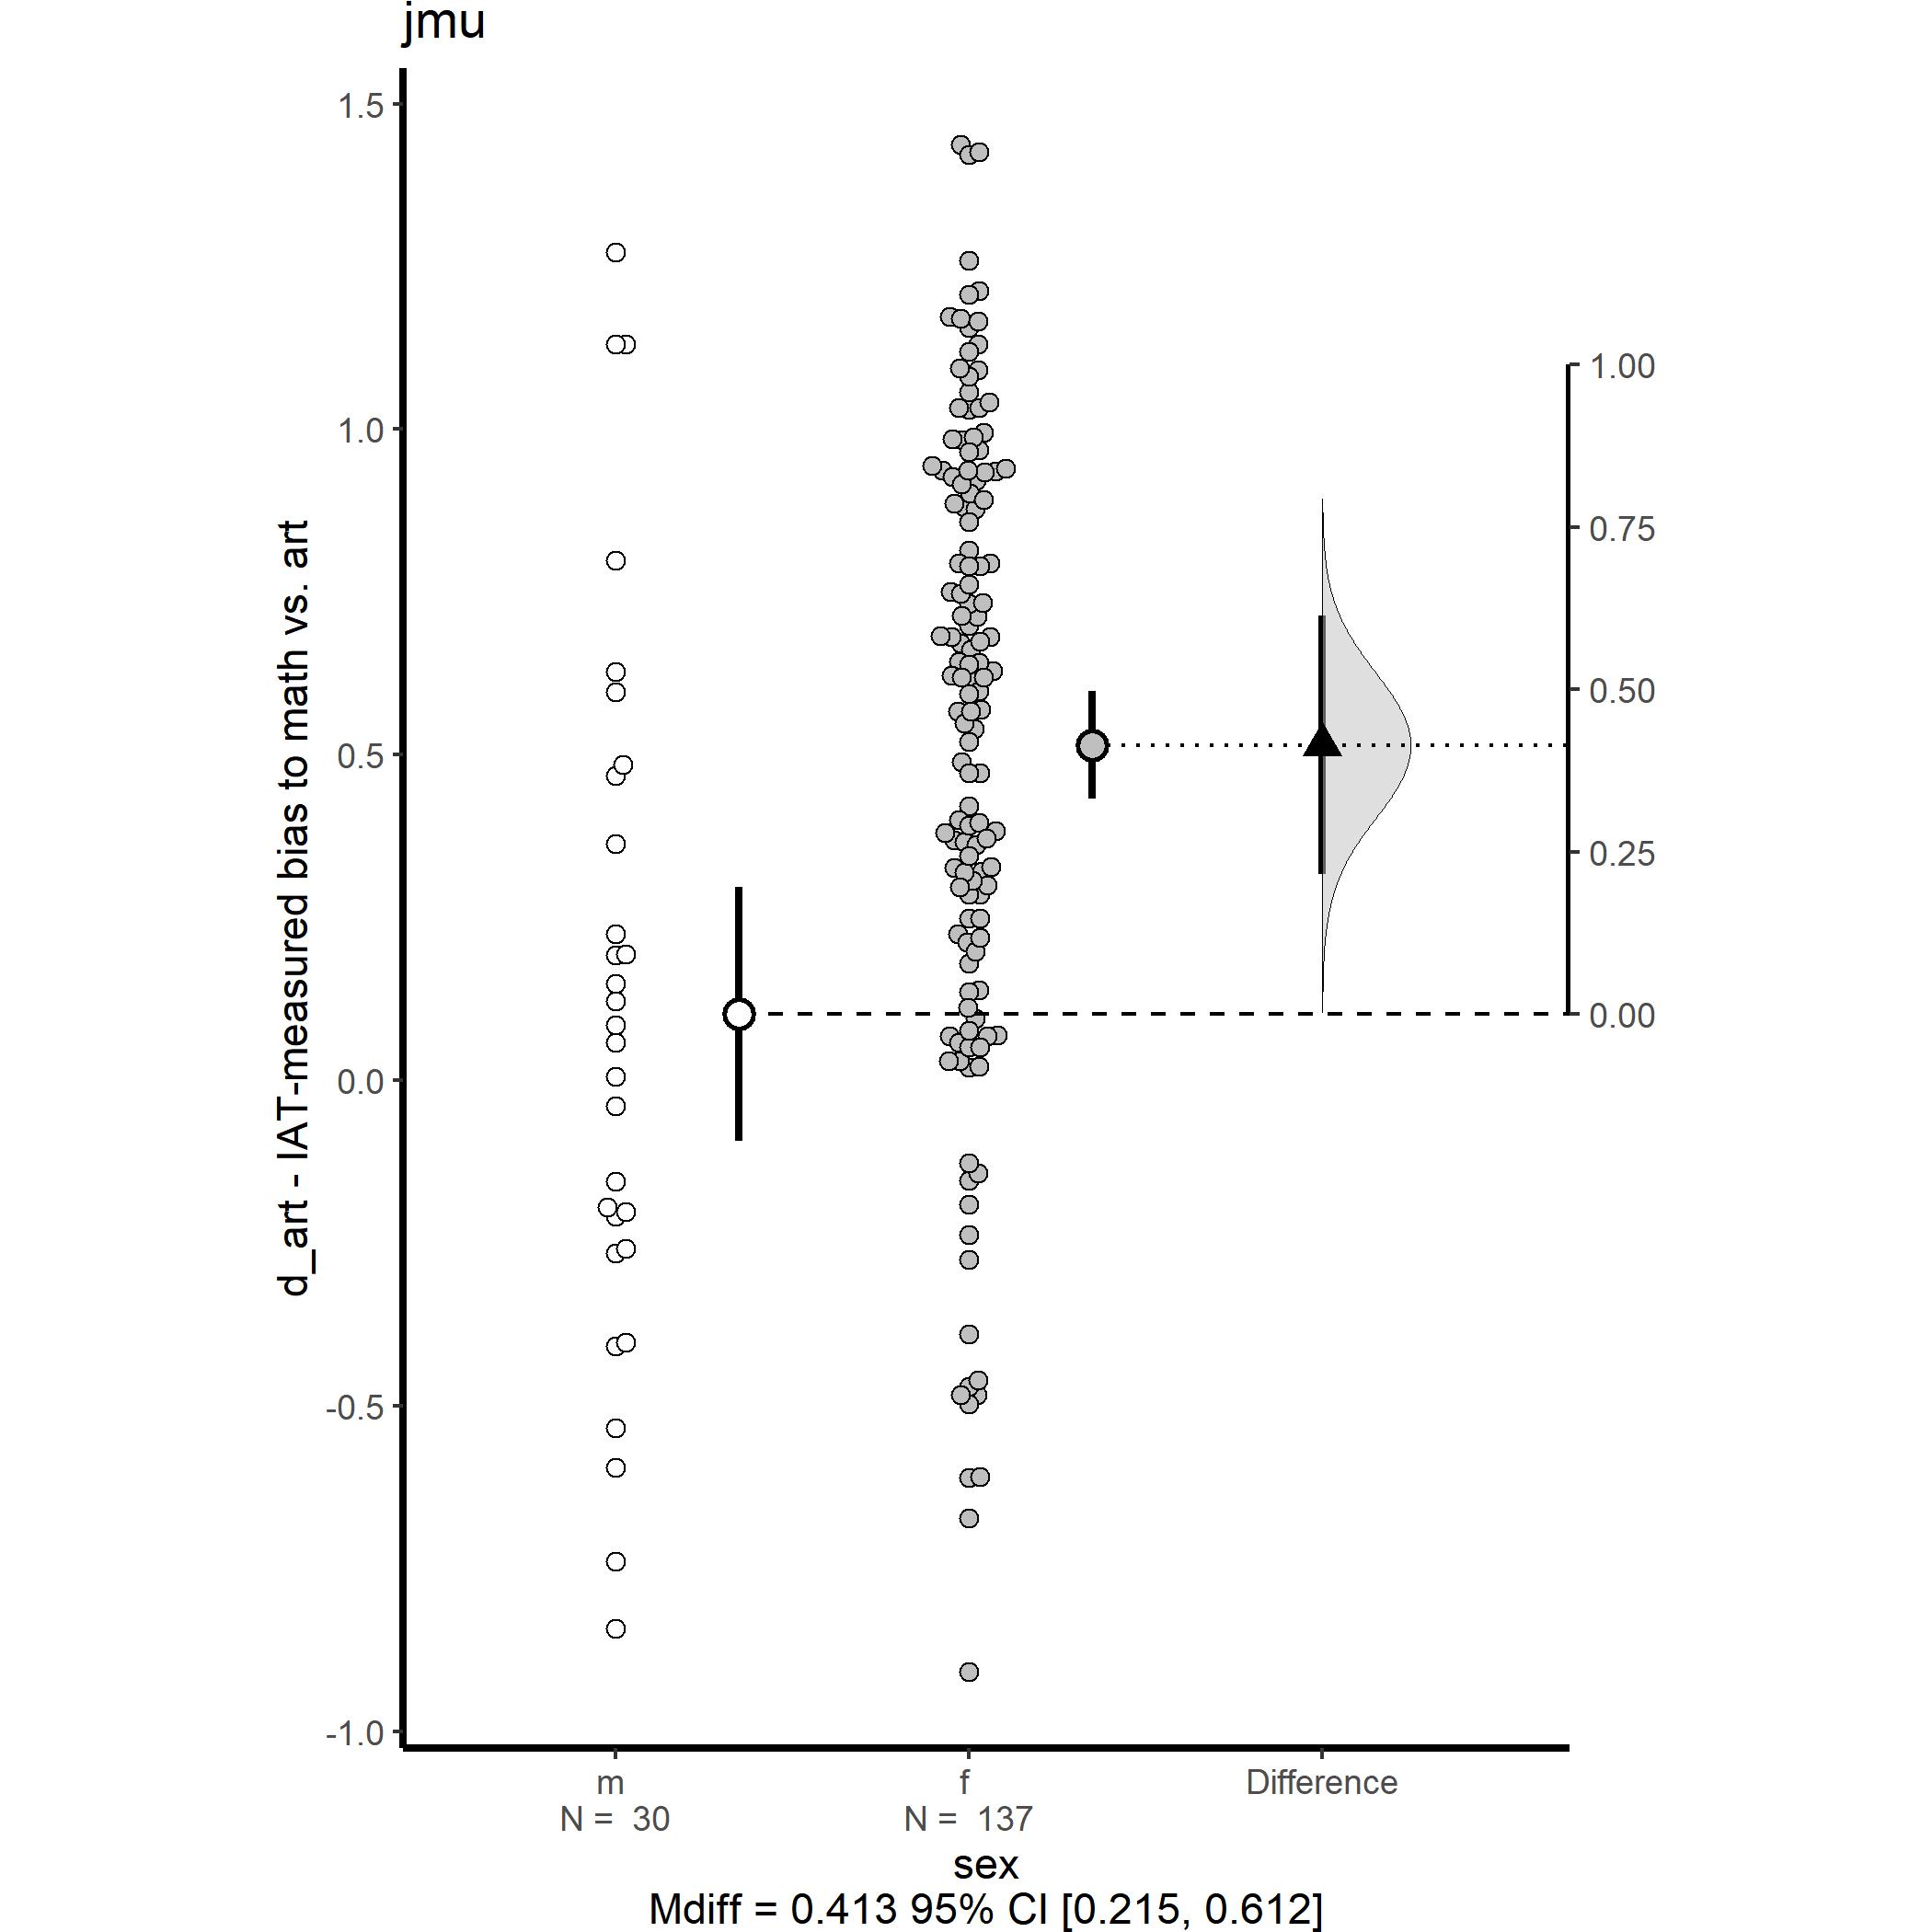 jmu
d_art - IAT-measured bias to math vs. art
1.5
1.0
0.5
0.0
-0.5
-1.0
1.00
0.75
0.50
0.25
0.00
m
N =  30
f
N =  137
Difference
sex
Mdiff = 0.413 95% CI [0.215, 0.612]